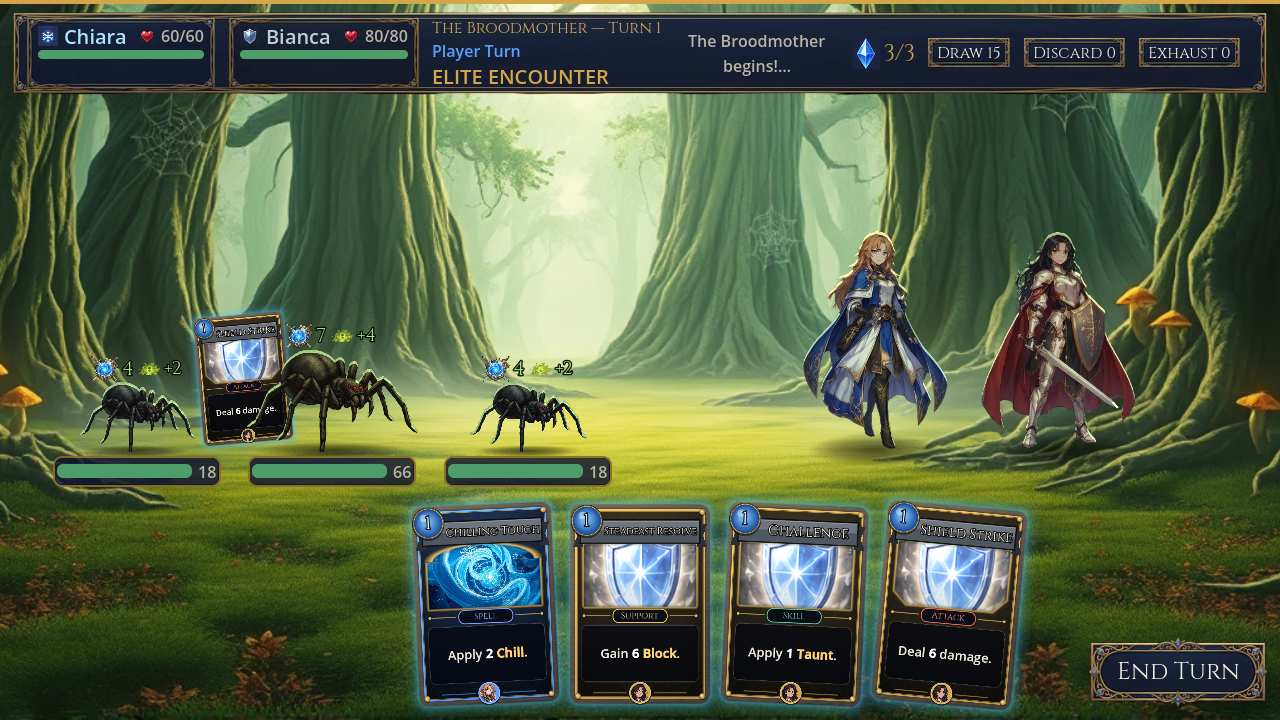 Chiara 60/60
Bianca 80/80
The Broodmother — Turn 1
Player Turn
ELITE ENCOUNTER
The Broodmother
begins!...
3/3
Draw 15
Discard 0
Exhaust 0
1
Attack
Deal 6 damage.
4 +2
7 +4
4 +2
18
66
18
1 Chilling Touch
Spell
Apply 2 Chill.
1 Steadfast Resolve
Support
Gain 6 Block.
1 Challenge
Skill
Apply 1 Taunt.
1 Shield Strike
Attack
Deal 6 damage.
End Turn